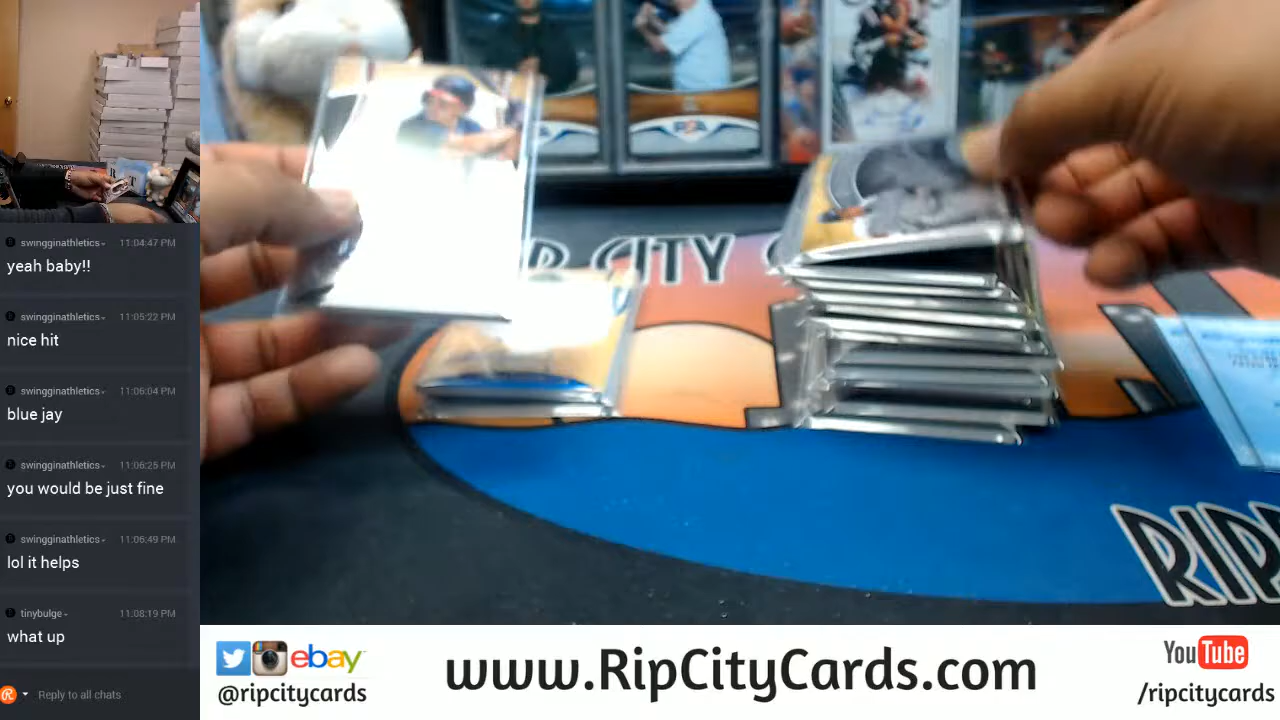 swingginathletics 11:04:47 PM
yeah baby!!
swingginathletics 11:05:22 PM
nice hit
swingginathletics 11:06:04 PM
blue jay
swingginathletics 11:06:25 PM
you would be just fine
swingginathletics 11:06:49 PM
lol it helps
tinybulge 11:08:19 PM
what up
Reply to all chats
CITY
RIP
ebay
@ripcitycards
www.RipCityCards.com
YouTube
/ripcitycards